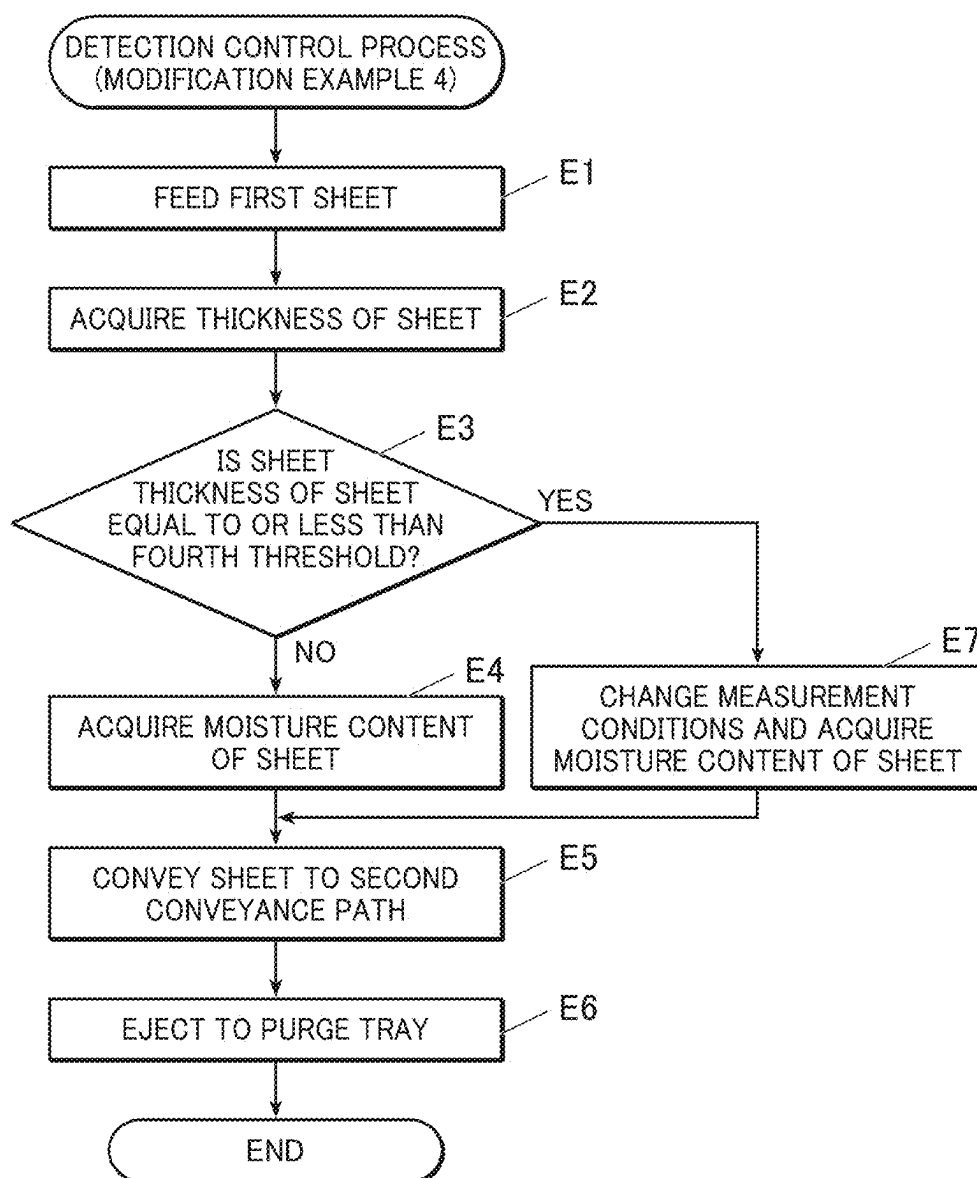 DETECTION CONTROL PROCESS
(MODIFICATION EXAMPLE 4)
E1
FEED FIRST SHEET
E2
ACQUIRE THICKNESS OF SHEET
E3
IS SHEET
THICKNESS OF SHEET
EQUAL TO OR LESS THAN
FOURTH THRESHOLD?
YES
NO
E4
ACQUIRE MOISTURE CONTENT
OF SHEET
E7
CHANGE MEASUREMENT
CONDITIONS AND ACQUIRE
MOISTURE CONTENT OF SHEET
E5
CONVEY SHEET TO SECOND
CONVEYANCE PATH
E6
EJECT TO PURGE TRAY
END